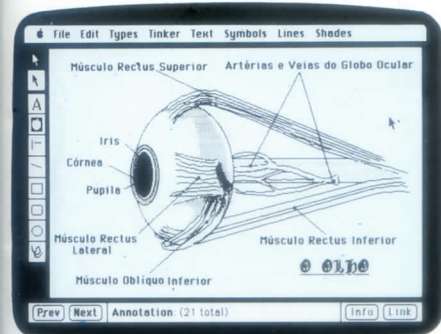 File Edit Types Tinker Text Symbols Lines Shades
Músculo Rectus Superior
Artérias e Veias do Globo Ocular
Iris
Córnea
Pupila
Músculo Rectus
Lateral
Músculo Rectus Inferior
Músculo Oblíquo Inferior
O Olho
A
Prev Next Annotation: (21 total) Info Link